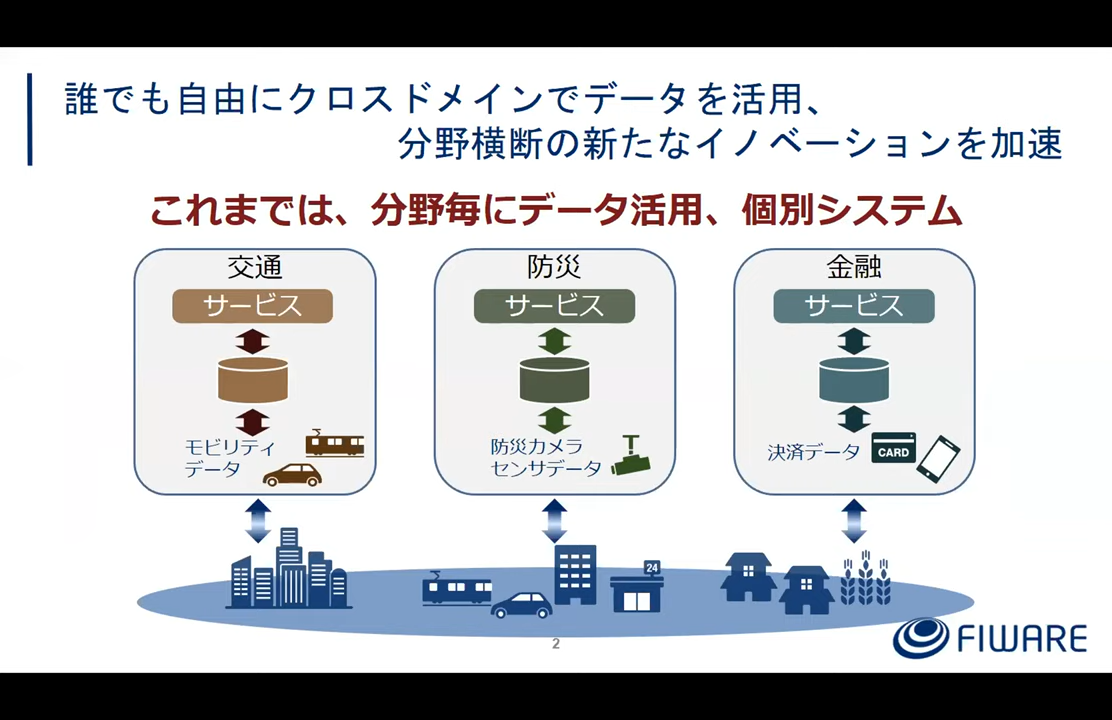 誰でも自由にクロスドメインでデータを活用、
分野横断の新たなイノベーションを加速
これまでは、分野毎にデータ活用、個別システム
交通
サービス
モビリティ
データ
防災
サービス
防災カメラ
センサデータ
金融
サービス
決済データ
CARD
24
FIWARE
2